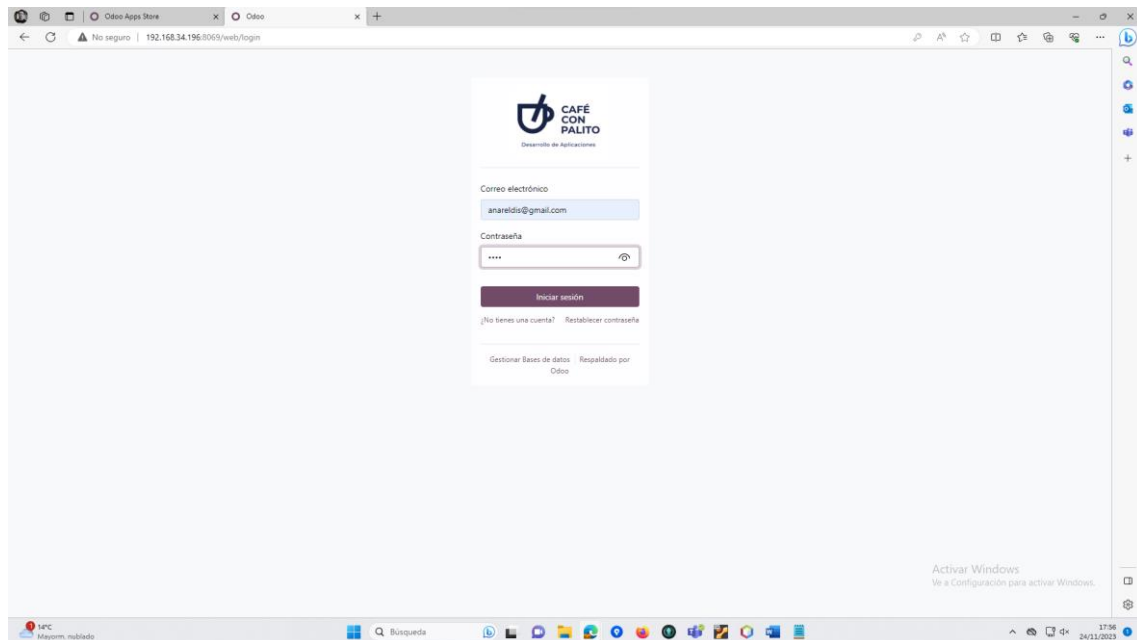 Odoo Apps Store
Odoo
No seguro | 192.168.34.196:8069/web/login
CAFÉ
CON
PALITO
Desarrollo de Aplicaciones
Correo electrónico
anareldis@gmail.com
Contraseña
••••
Iniciar sesión
¿No tienes una cuenta? Restablecer contraseña
Gestionar Bases de datos Respaldado por
Odoo
Activar Windows
Ve a Configuración para activar Windows.
14°C
Mayorm. nublado
Búsqueda
17:56
24/11/2023